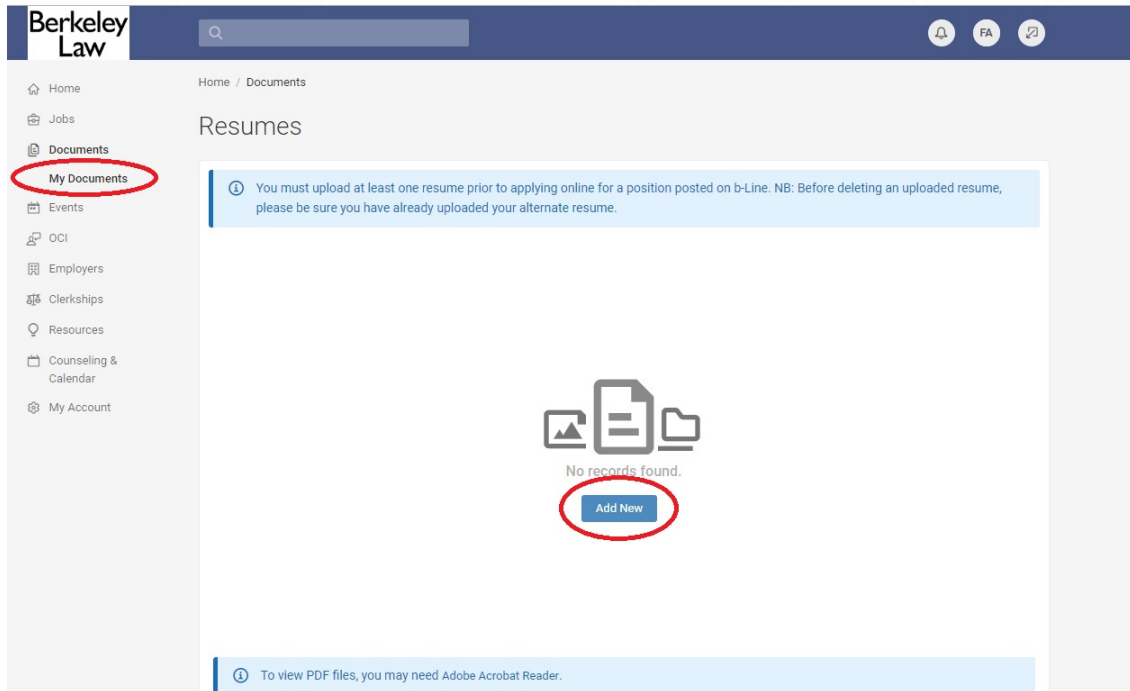 Berkeley
Law
FA
Home
Jobs
Documents
My Documents
Events
OCI
Employers
Clerkships
Resources
Counseling &
Calendar
My Account
Home / Documents
Resumes
You must upload at least one resume prior to applying online for a position posted on b-Line. NB: Before deleting an uploaded resume,
please be sure you have already uploaded your alternate resume.
No records found.
Add New
To view PDF files, you may need Adobe Acrobat Reader.